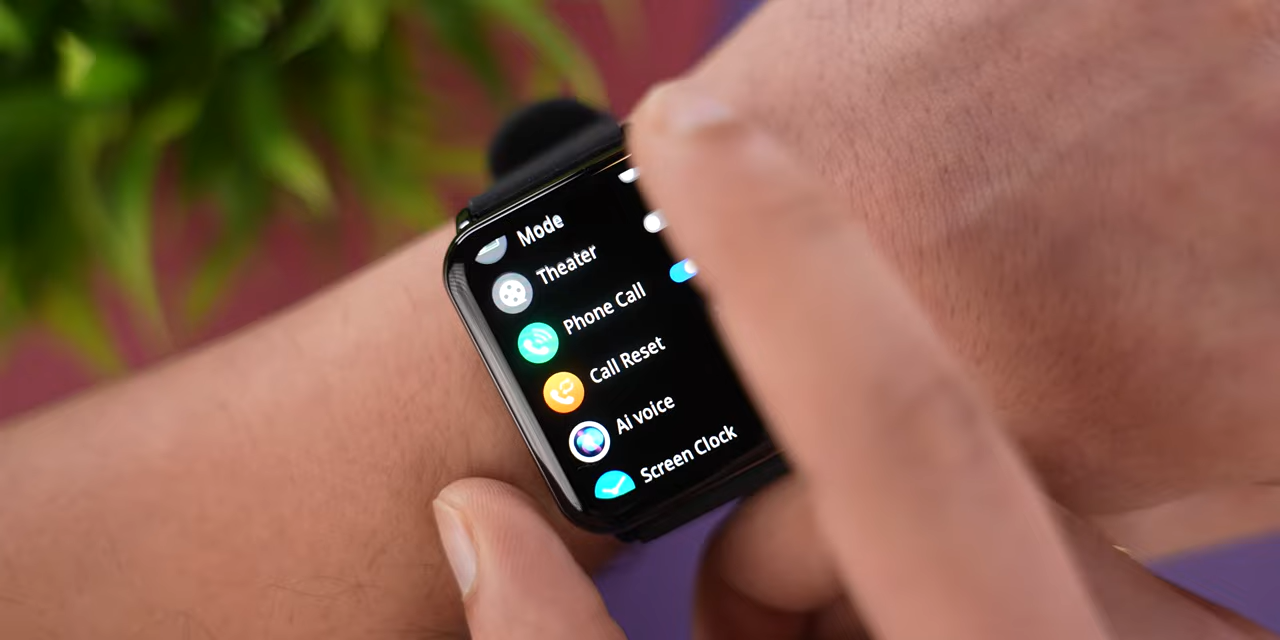 Mode
Theater
Phone Call
Call Reset
Ai voice
Screen Clock